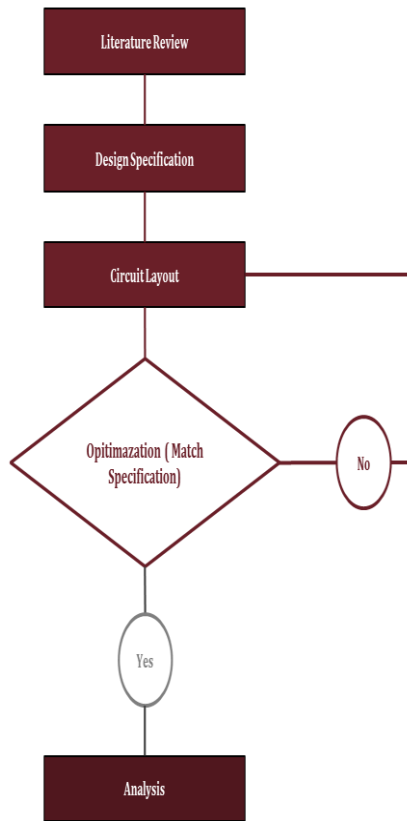 Literature Review
Design Specification
Circuit Layout
Opitimazation ( Match
Specification)
No
Yes
Analysis